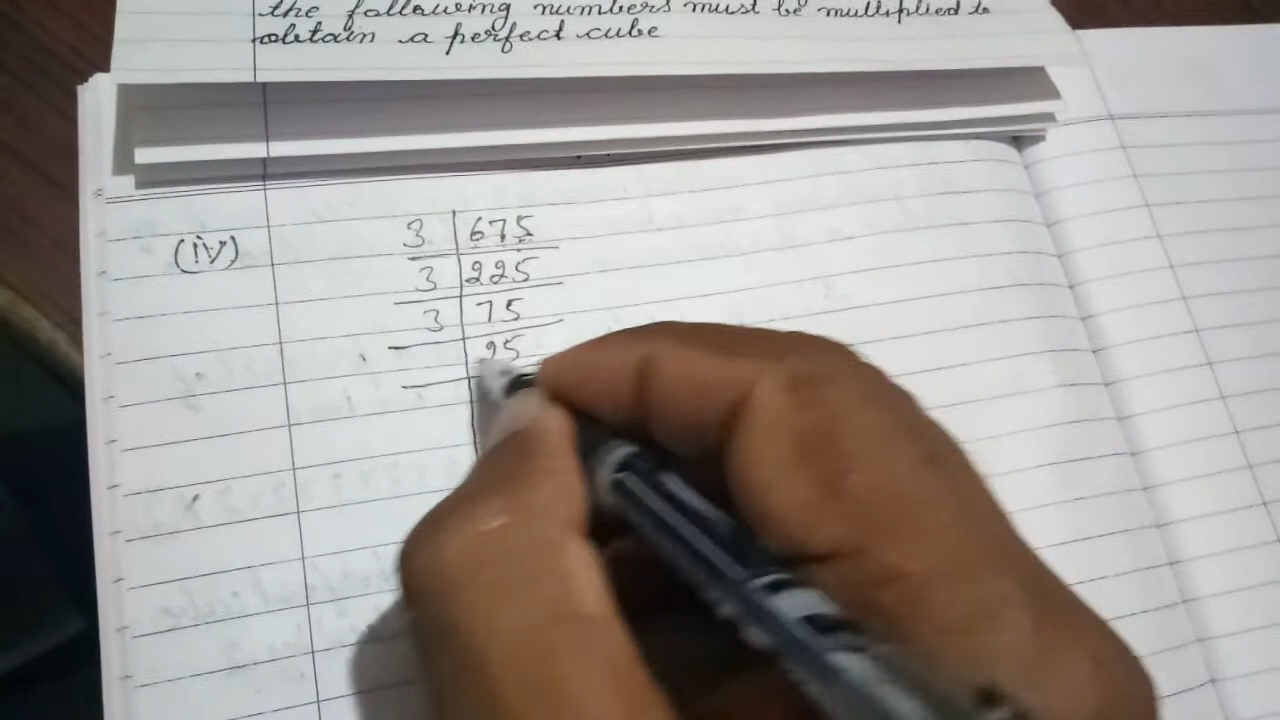 the following numbers must be multiplied to
obtain a perfect cube
(iv) 3 675
3 225
3 75
25